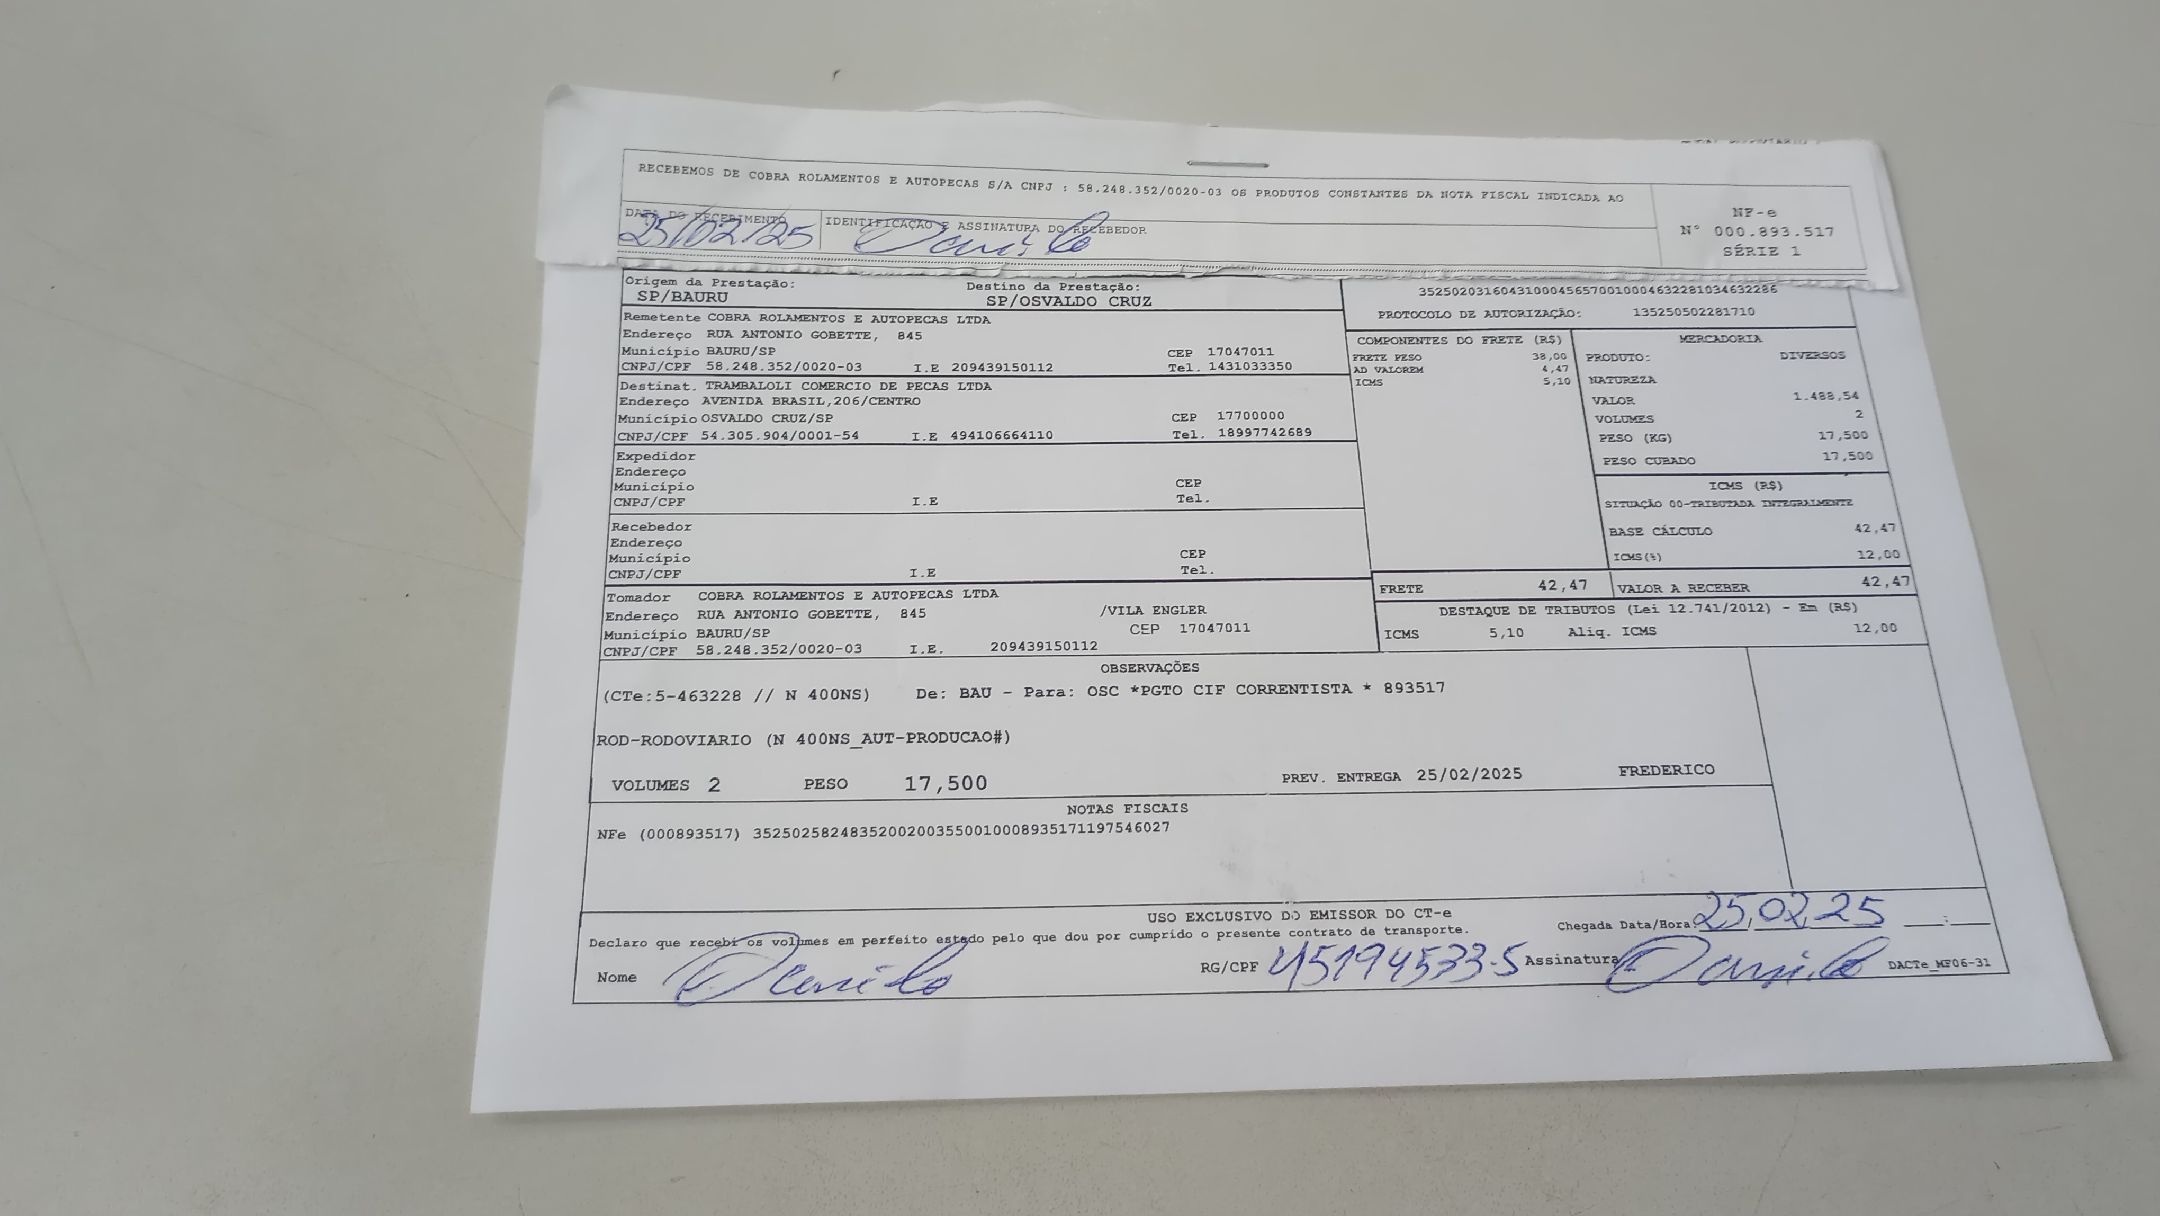 RECEBEMOS DE COBRA ROLAMENTOS E AUTOPECAS S/A CNPJ : 58.248.352/0020-03 OS PRODUTOS CONSTANTES DA NOTA FISCAL INDICADA AO
DATA DO RECEBIMENTO IDENTIFICAÇÃO E ASSINATURA DO RECEBEDOR
25/02/25 Danilo
NF-e
N° 000.893.517
SÉRIE 1
Origem da Prestação: Destino da Prestação:
SP/BAURU SP/OSVALDO CRUZ
35250203160431000456570010004632281034632286
PROTOCOLO DE AUTORIZAÇÃO: 135250502281710
Remetente COBRA ROLAMENTOS E AUTOPECAS LTDA
Endereço RUA ANTONIO GOBETTE, 845
Município BAURU/SP CEP 17047011
CNPJ/CPF 58.248.352/0020-03 I.E 209439150112 Tel. 1431033350
Destinat. TRAMBALOLI COMERCIO DE PECAS LTDA
Endereço AVENIDA BRASIL,206/CENTRO
Município OSVALDO CRUZ/SP CEP 17700000
CNPJ/CPF 54.305.904/0001-54 I.E 494106664110 Tel. 18997742689
Expedidor
Endereço
Município CEP
CNPJ/CPF I.E Tel.
Recebedor
Endereço
Município CEP
CNPJ/CPF I.E Tel.
Tomador COBRA ROLAMENTOS E AUTOPECAS LTDA
Endereço RUA ANTONIO GOBETTE, 845 /VILA ENGLER
Município BAURU/SP CEP 17047011
CNPJ/CPF 58.248.352/0020-03 I.E. 209439150112
COMPONENTES DO FRETE (R$)
FRETE PESO 38,00
AD VALOREM 4,47
ICMS 5,10
MERCADORIA
PRODUTO: DIVERSOS
NATUREZA
VALOR 1.488,54
VOLUMES 2
PESO (KG) 17,500
PESO CUBADO 17,500
ICMS (R$)
SITUAÇÃO 00-TRIBUTADA INTEGRALMENTE
BASE CÁLCULO 42,47
ICMS(%) 12,00
FRETE 42,47 VALOR A RECEBER 42,47
DESTAQUE DE TRIBUTOS (Lei 12.741/2012) - Em (R$)
ICMS 5,10 Aliq. ICMS 12,00
OBSERVAÇÕES
(CTe:5-463228 // N 400NS) De: BAU - Para: OSC *PGTO CIF CORRENTISTA * 893517
ROD-RODOVIARIO (N 400NS_AUT-PRODUCAO#)
VOLUMES 2 PESO 17,500 PREV. ENTREGA 25/02/2025 FREDERICO
NOTAS FISCAIS
NFe (000893517) 35250258248352002003550010008935171197546027
USO EXCLUSIVO DO EMISSOR DO CT-e
Declaro que recebi os volumes em perfeito estado pelo que dou por cumprido o presente contrato de transporte.
Chegada Data/Hora: 25,02,25 :
Nome Danilo RG/CPF 45194533-5 Assinatura Danilo DACTe_MF06-31